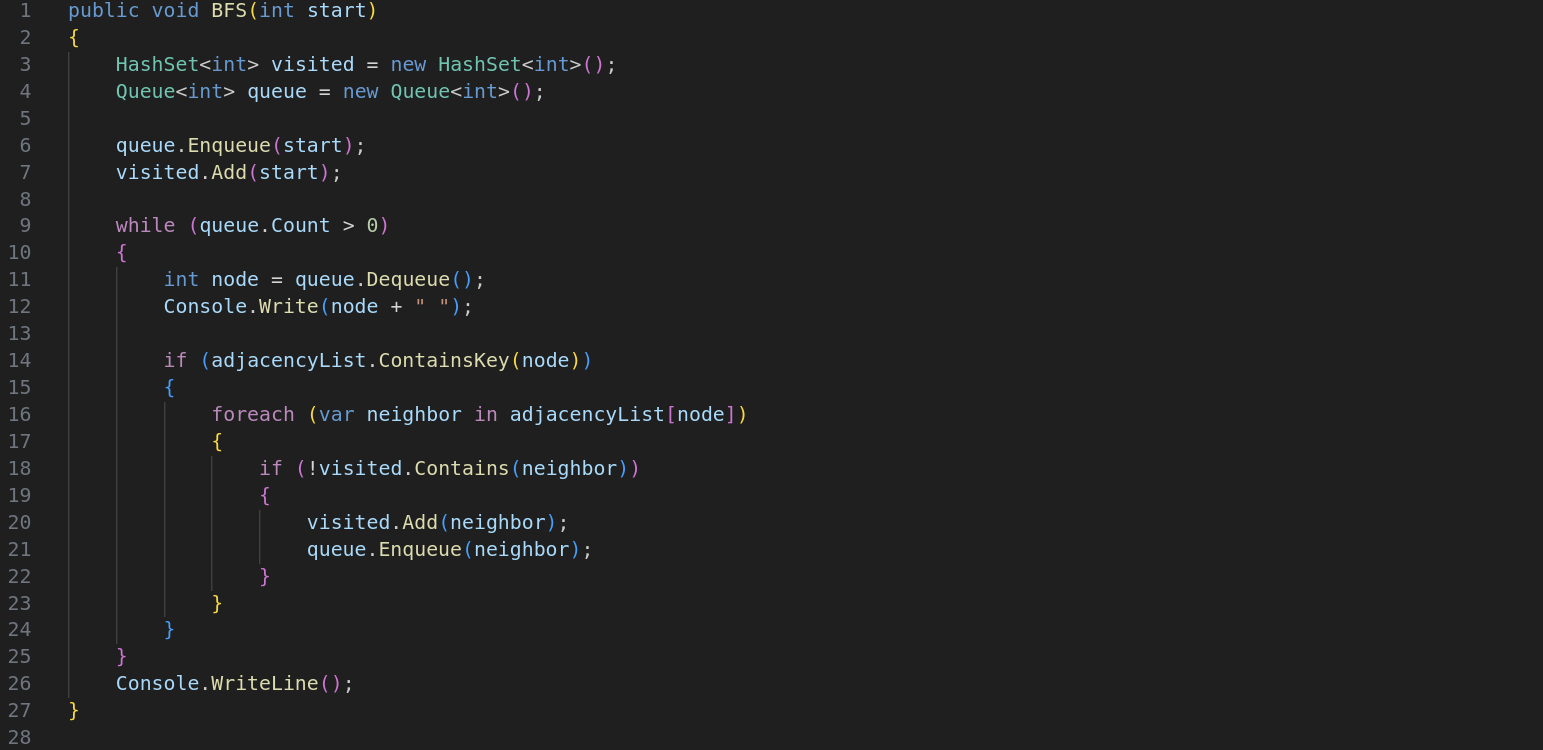 1 public void BFS(int start)
2 {
3     HashSet<int> visited = new HashSet<int>();
4     Queue<int> queue = new Queue<int>();
5
6     queue.Enqueue(start);
7     visited.Add(start);
8
9     while (queue.Count > 0)
10     {
11         int node = queue.Dequeue();
12         Console.Write(node + " ");
13
14         if (adjacencyList.ContainsKey(node))
15         {
16             foreach (var neighbor in adjacencyList[node])
17             {
18                 if (!visited.Contains(neighbor))
19                 {
20                     visited.Add(neighbor);
21                     queue.Enqueue(neighbor);
22                 }
23             }
24         }
25     }
26     Console.WriteLine();
27 }
28